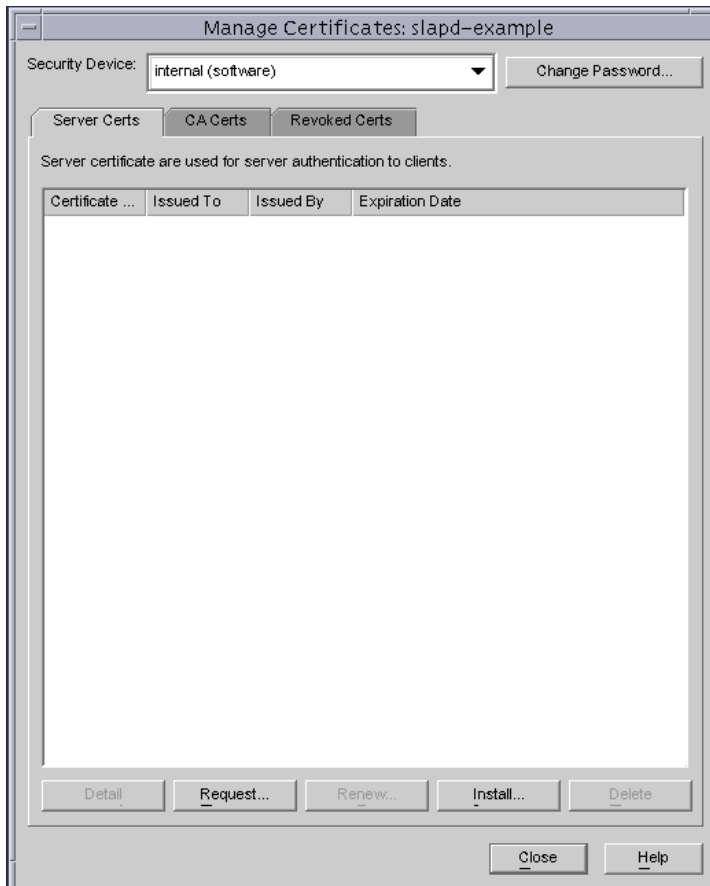 Manage Certificates: slapd-example
Security Device: internal (software) Change Password...
Server Certs CA Certs Revoked Certs
Server certificate are used for server authentication to clients.
Certificate ... Issued To Issued By Expiration Date
Detail Request... Renew... Install... Delete
Close Help